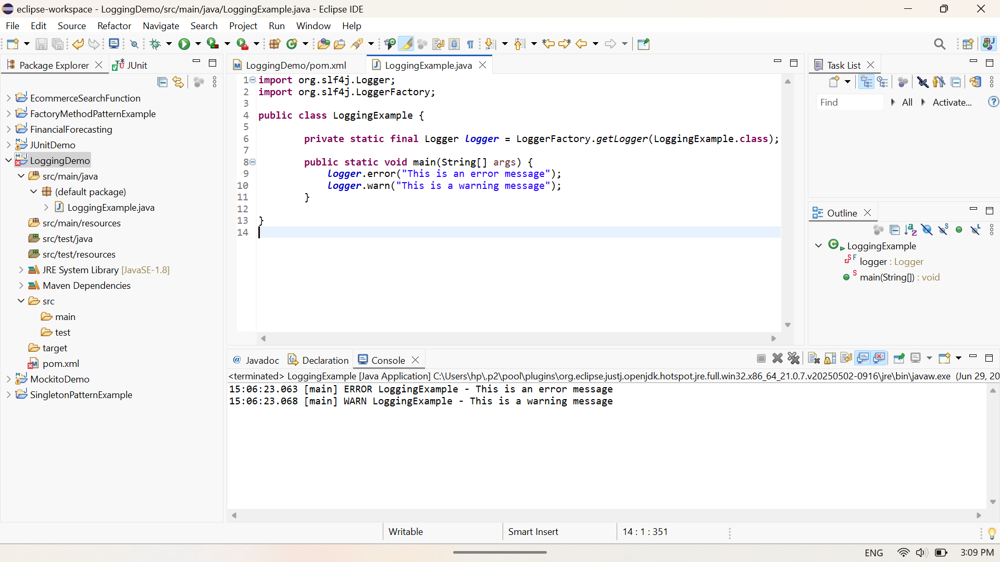 eclipse-workspace - LoggingDemo/src/main/java/LoggingExample.java - Eclipse IDE
File Edit Source Refactor Navigate Search Project Run Window Help
Package Explorer JUnit
EcommerceSearchFunction
FactoryMethodPatternExample
FinancialForecasting
JUnitDemo
LoggingDemo
src/main/java
(default package)
LoggingExample.java
src/main/resources
src/test/java
src/test/resources
JRE System Library [JavaSE-1.8]
Maven Dependencies
src
main
test
target
pom.xml
MockitoDemo
SingletonPatternExample
LoggingDemo/pom.xml LoggingExample.java
1 import org.slf4j.Logger;
2 import org.slf4j.LoggerFactory;
3
4 public class LoggingExample {
5
6 private static final Logger logger = LoggerFactory.getLogger(LoggingExample.class);
7
8 public static void main(String[] args) {
9 logger.error("This is an error message");
10 logger.warn("This is a warning message");
11 }
12
13 }
14
Task List
Find All Activate...
Outline
LoggingExample
logger : Logger
main(String[]) : void
@ Javadoc Declaration Console
<terminated> LoggingExample [Java Application] C:\Users\hp\.p2\pool\plugins\org.eclipse.justj.openjdk.hotspot.jre.full.win32.x86_64_21.0.7.v20250502-0916\jre\bin\javaw.exe (Jun 29, 20
15:06:23.063 [main] ERROR LoggingExample - This is an error message
15:06:23.068 [main] WARN LoggingExample - This is a warning message
Writable Smart Insert 14 : 1 : 351
ENG 3:09 PM